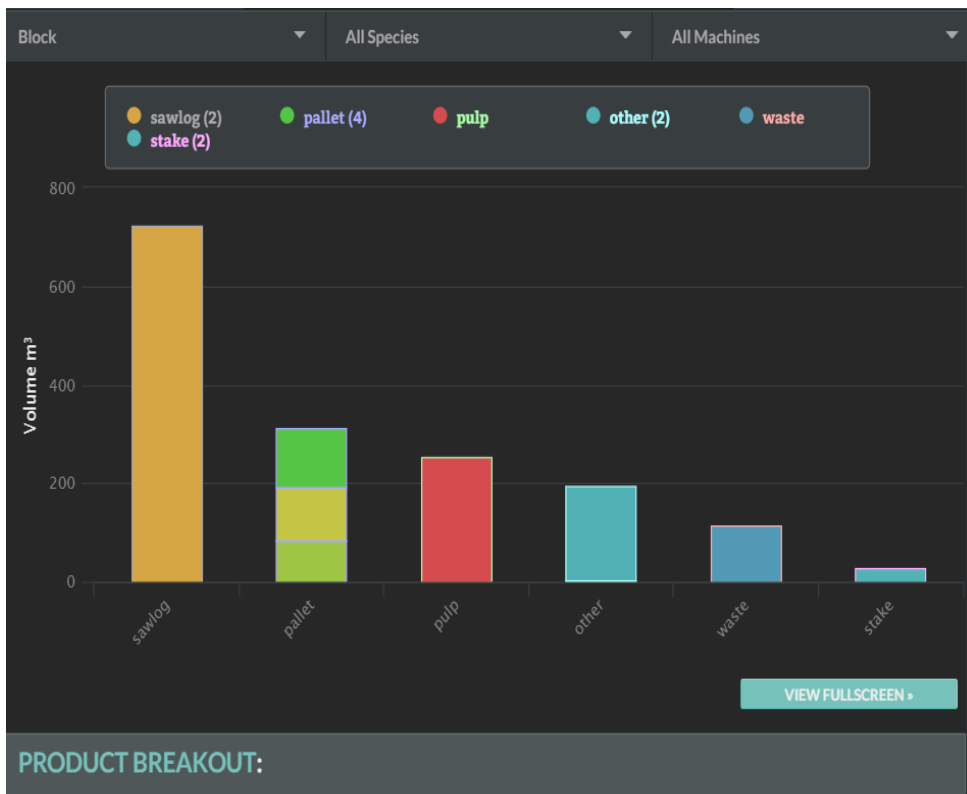 Block All Species All Machines
sawlog (2) pallet (4) pulp other (2) waste
stake (2)
800
600
400
200
0
Volume m³
sawlog pallet pulp other waste stake
VIEW FULLSCREEN »
PRODUCT BREAKOUT: